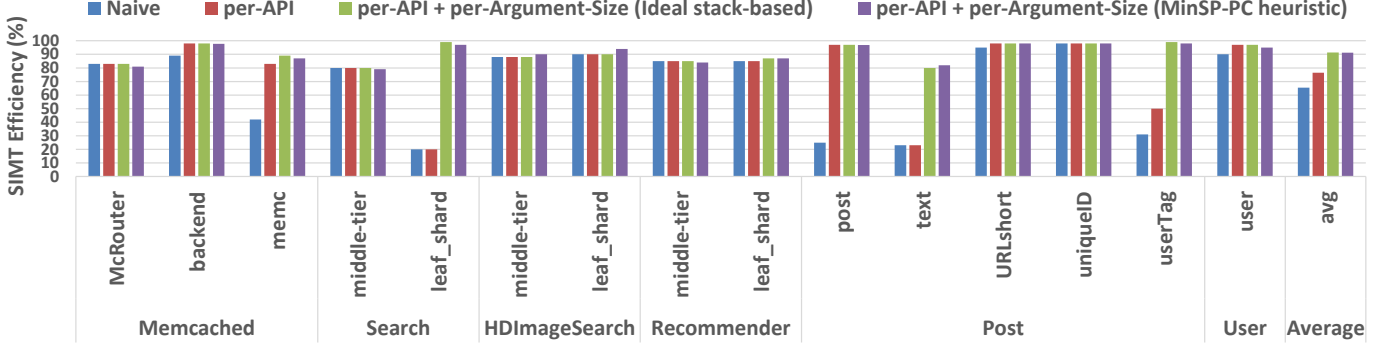 Naive per-API per-API + per-Argument-Size (Ideal stack-based) per-API + per-Argument-Size (MinSP-PC heuristic)
SIMT Efficiency (%)
100
90
80
70
60
50
40
30
20
10
0
McRouter backend memc middle-tier leaf_shard middle-tier leaf_shard middle-tier leaf_shard post text URLshort uniqueID userTag user avg
Memcached Search HDImageSearch Recommender Post User Average